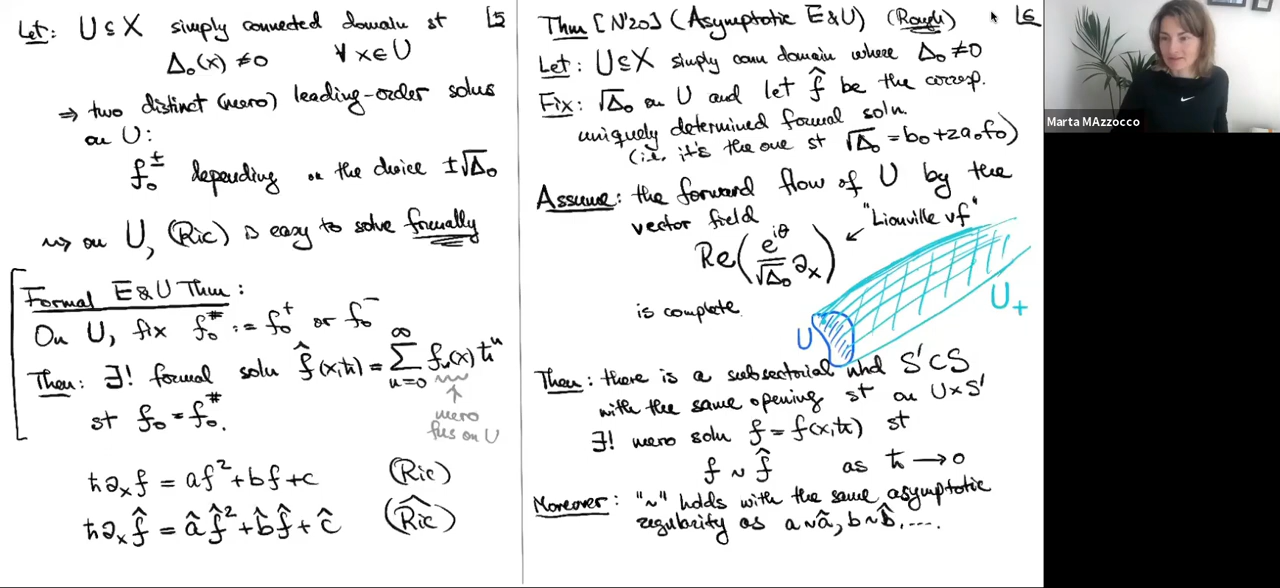 Let: U ⊆ X simply connected domain st
Δ₀(x) ≠ 0 ∀ x ∈ U
⇒ two distinct (mero) leading-order solns
on U:
f₀^± depending on the choice ±√Δ₀
⇝ on U, (Ric) is easy to solve formally
Formal E&U Thm:
On U, fix f₀^# := f₀^+ or f₀^-
Then: ∃! formal soln f̂(x,ħ) = ∑_{n=0}^∞ f_n(x) ħ^n
st f₀ = f₀^#.
mero
fns on U
ħ∂ₓf = af² + bf + c (Ric)
ħ∂ₓf̂ = âf̂² + b̂f̂ + ĉ (R̂ic)
⌊5
Thm [N'20] (Asymptotic E&U) (Rough) ⌊6
Let: U ⊆ X simply conn domain where Δ₀ ≠ 0
Fix: √Δ₀ on U and let f̂ be the corresp.
uniquely determined formal soln.
(i.e. it's the one st √Δ₀ = b₀ + 2a₀f₀)
Assume: the forward flow of U by the
vector field
"Liouville vf"
Re(e^{iθ}/√Δ₀ ∂ₓ)
is complete.
U
U₊
Then: there is a subsectorial nhd S' ⊂ S
with the same opening st on U × S'
∃! mero soln f = f(x,ħ) st
f ~ f̂ as ħ → 0
Moreover: "~" holds with the same asymptotic
regularity as a ~ â, b ~ b̂, ....
Marta MAzzocco